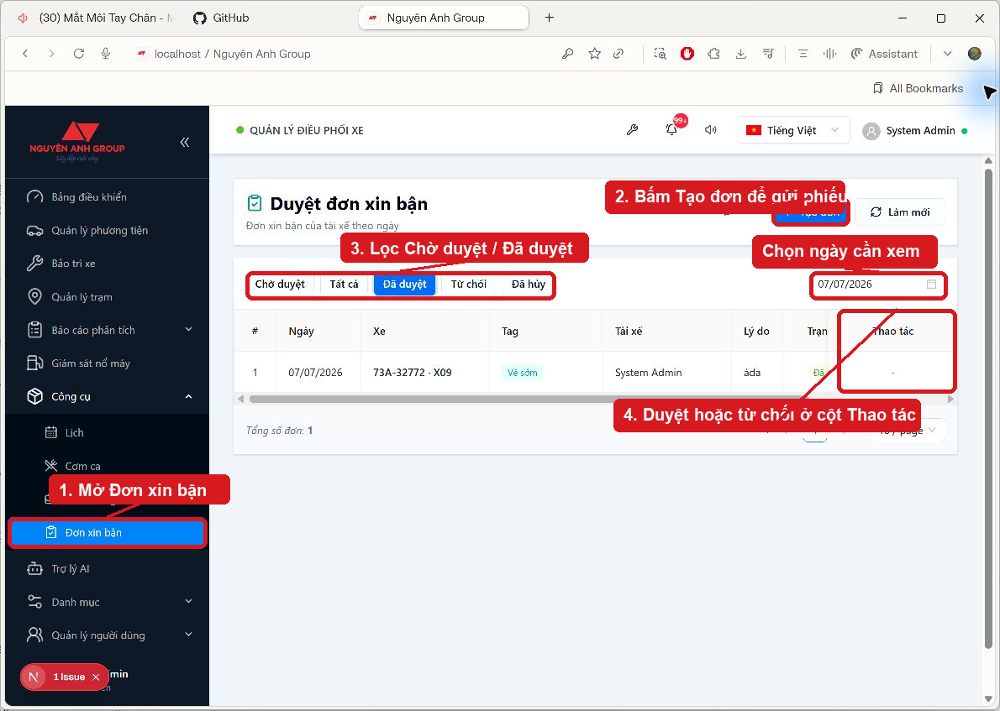 (30) Mắt Môi Tay Chân -
GitHub
Nguyên Anh Group
localhost / Nguyên Anh Group
Assistant
All Bookmarks
NGUYÊN ANH GROUP
Xây đắp cuộc sống
QUẢN LÝ ĐIỀU PHỐI XE
99+
Tiếng Việt
System Admin
Bảng điều khiển
Quản lý phương tiện
Bảo trì xe
Quản lý trạm
Báo cáo phân tích
Giám sát nổ máy
Công cụ
Lịch
Cơm ca
1. Mở Đơn xin bận
Đơn xin bận
Trợ lý AI
Danh mục
Quản lý người dùng
N 1 Issue
Duyệt đơn xin bận
Đơn xin bận của tài xế theo ngày
2. Bấm Tạo đơn để gửi phiếu
Làm mới
3. Lọc Chờ duyệt / Đã duyệt
Chọn ngày cần xem
Chờ duyệt Tất cả Đã duyệt Từ chối Đã hủy
07/07/2026
# Ngày Xe Tag Tài xế Lý do Thao tác
1 07/07/2026 73A-32772 - X09 Về sớm System Admin áda Đã -
4. Duyệt hoặc từ chối ở cột Thao tác
Tổng số đơn: 1